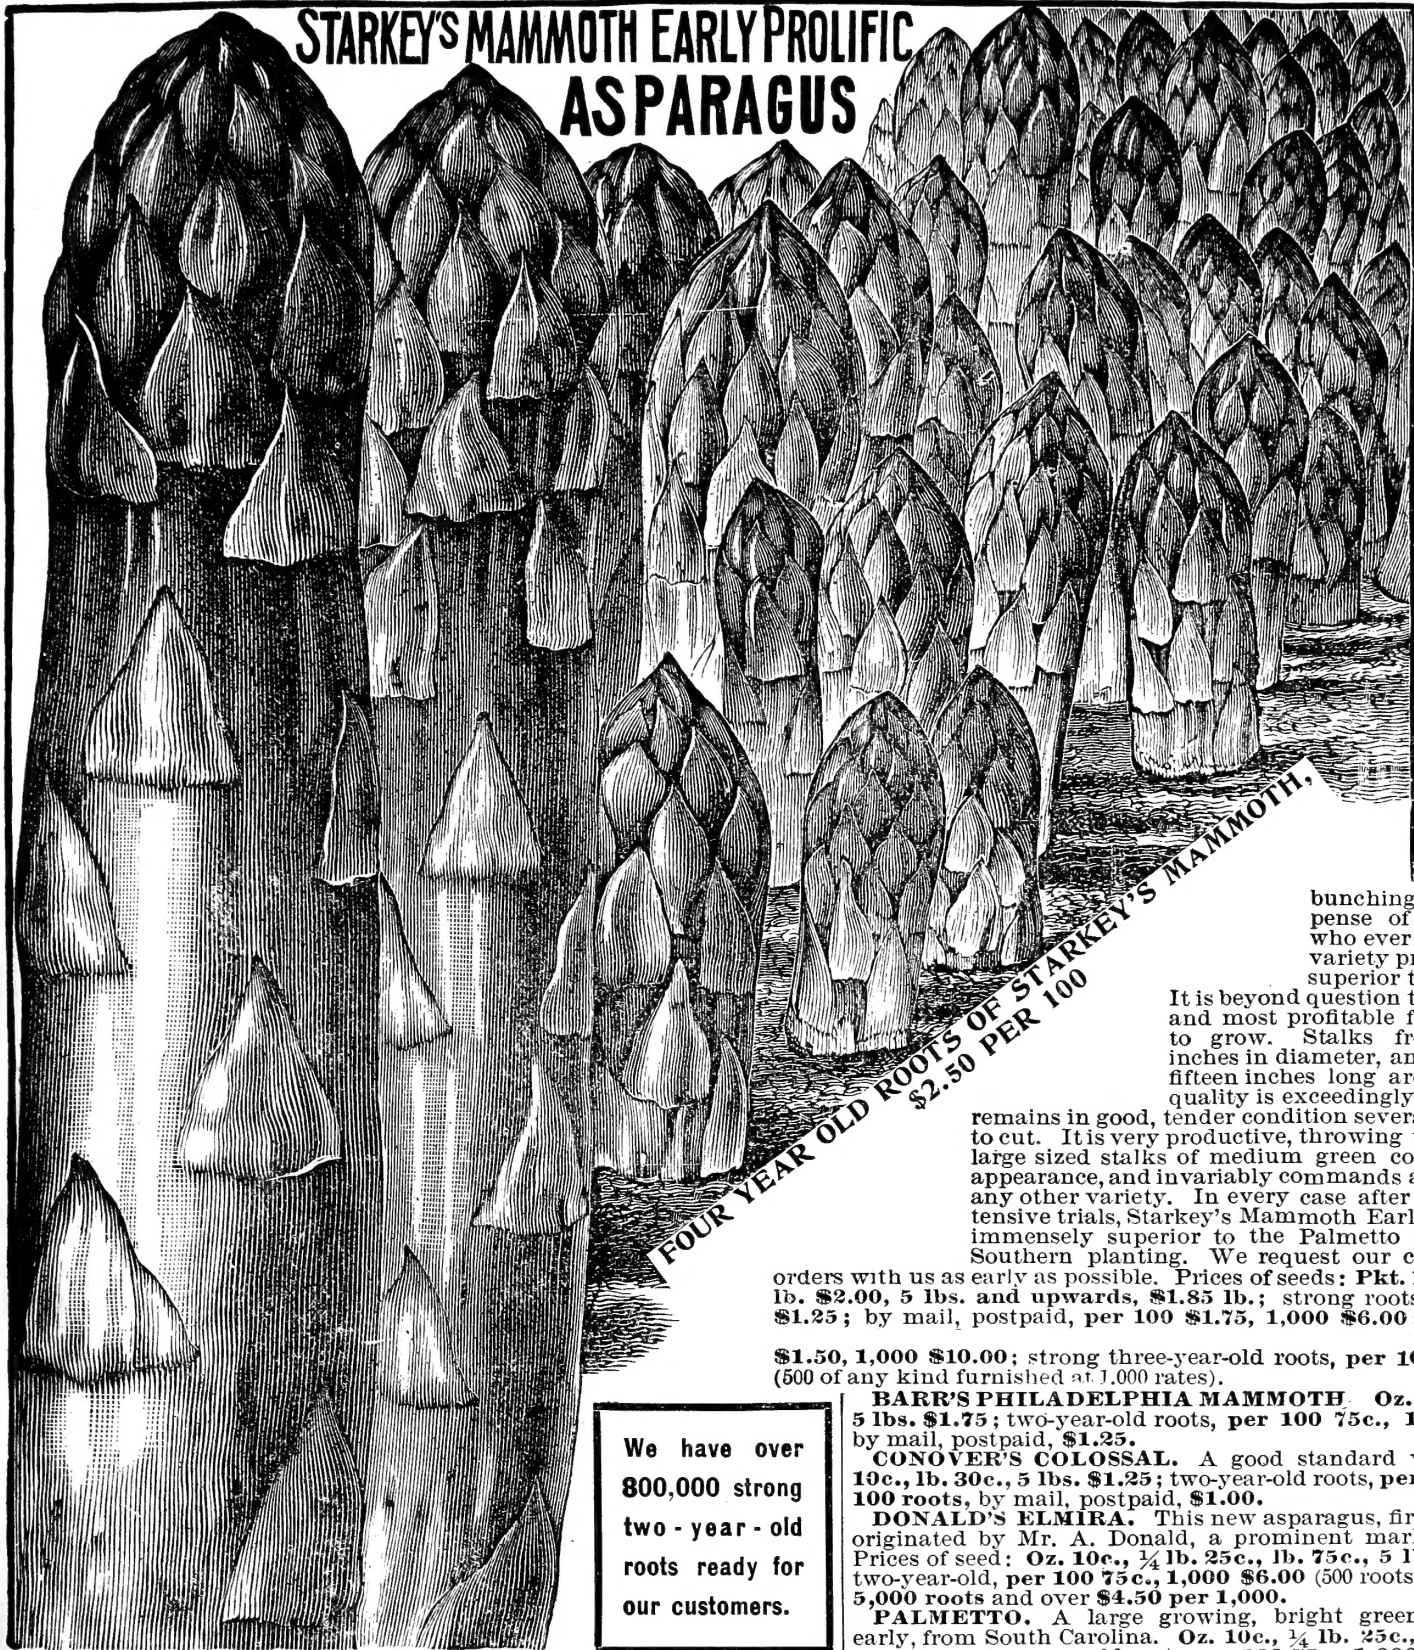 STARKEY'S MAMMOTH EARLY PROLIFIC
ASPARAGUS
FOUR YEAR OLD ROOTS OF STARKEY'S MAMMOTH,
$2.50 PER 100
bunching
pense of
who ever
variety
superior
It is beyond question
and most profitable
to grow. Stalks
inches in diameter,
fifteen inches long
quality is exceedingly
remains in good, tender condition
to cut. It is very productive, throwing
large sized stalks of medium green
appearance, and invariably commands
any other variety. In every case after
tensive trials, Starkey's Mammoth
immensely superior to the Palmetto
Southern planting. We request our
orders with us as early as possible. Prices of seeds: Pkt.
lb. $2.00, 5 lbs. and upwards, $1.85 lb.; strong roots
$1.25; by mail, postpaid, per 100 $1.75, 1,000 $6.00
$1.50, 1,000 $10.00; strong three-year-old roots, per
(500 of any kind furnished at 1.000 rates).
BARR'S PHILADELPHIA MAMMOTH. Oz.
5 lbs. $1.75; two-year-old roots, per 100 75c.,
by mail, postpaid, $1.25.
CONOVER'S COLOSSAL. A good standard
10c., lb. 30c., 5 lbs. $1.25; two-year-old roots,
100 roots, by mail, postpaid, $1.00.
DONALD'S ELMIRA. This new asparagus,
originated by Mr. A. Donald, a prominent
Prices of seed: Oz. 10c., ¼ lb. 25c., lb. 75c., 5
two-year-old, per 100 75c., 1,000 $6.00 (500 roots
5,000 roots and over $4.50 per 1,000.
PALMETTO. A large growing, bright green
early, from South Carolina. Oz. 10c., ¼ lb. 25c.,
We have over
800,000 strong
two-year-old
roots ready for
our customers.